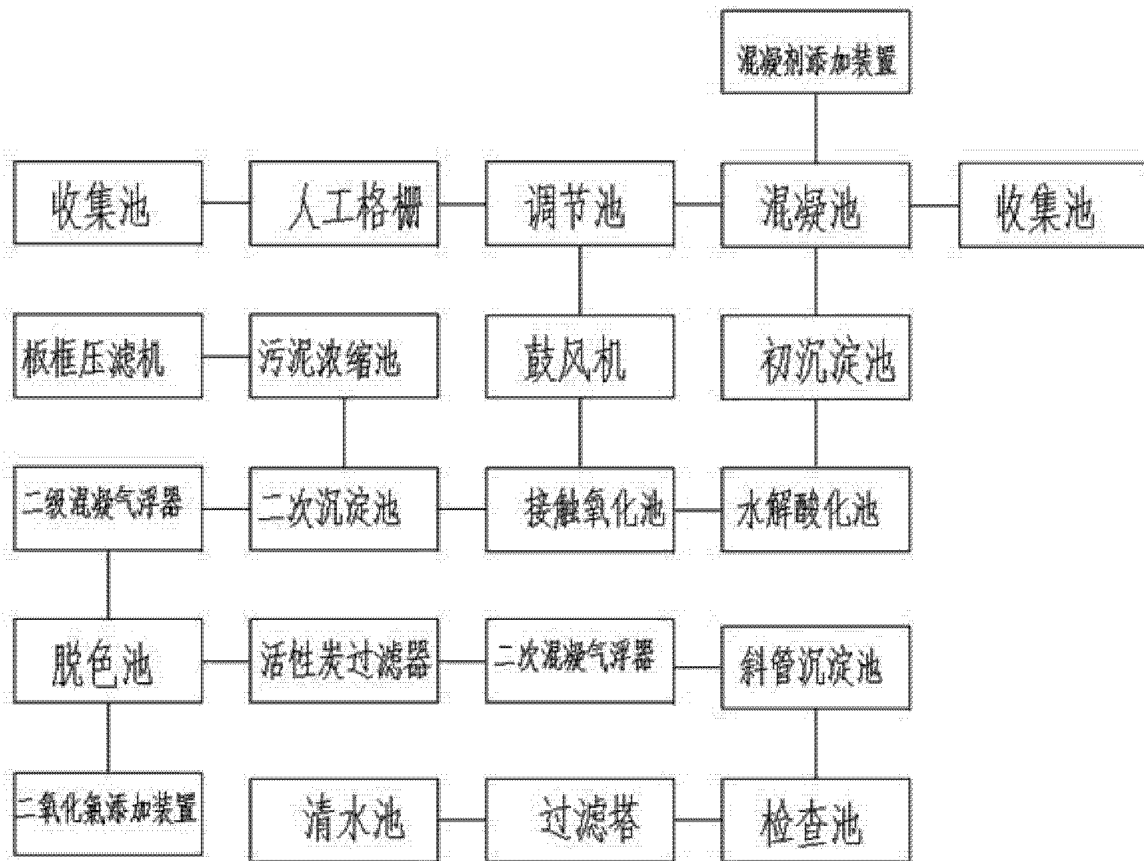 混凝剂添加装置
收集池
人工格栅
调节池
混凝池
收集池
板框压滤机
污泥浓缩池
鼓风机
初沉淀池
二级混凝气浮器
二次沉淀池
接触氧化池
水解酸化池
脱色池
活性炭过滤器
二次混凝气浮器
斜管沉淀池
二氧化氯添加装置
清水池
过滤塔
检查池